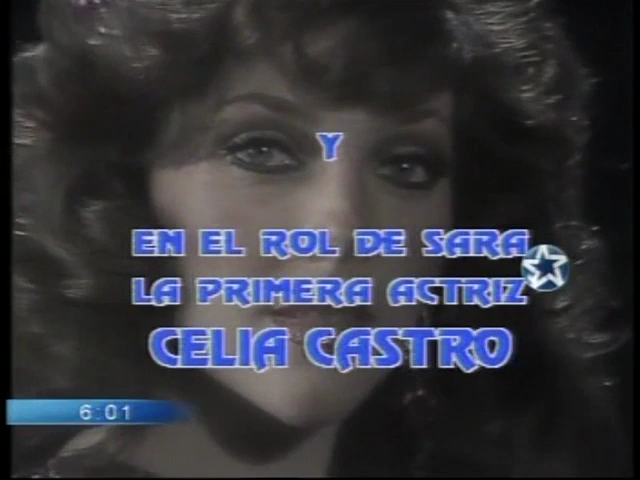 Y
EN EL ROL DE SARA
LA PRIMERA ACTRIZ
CELIA CASTRO
6:01